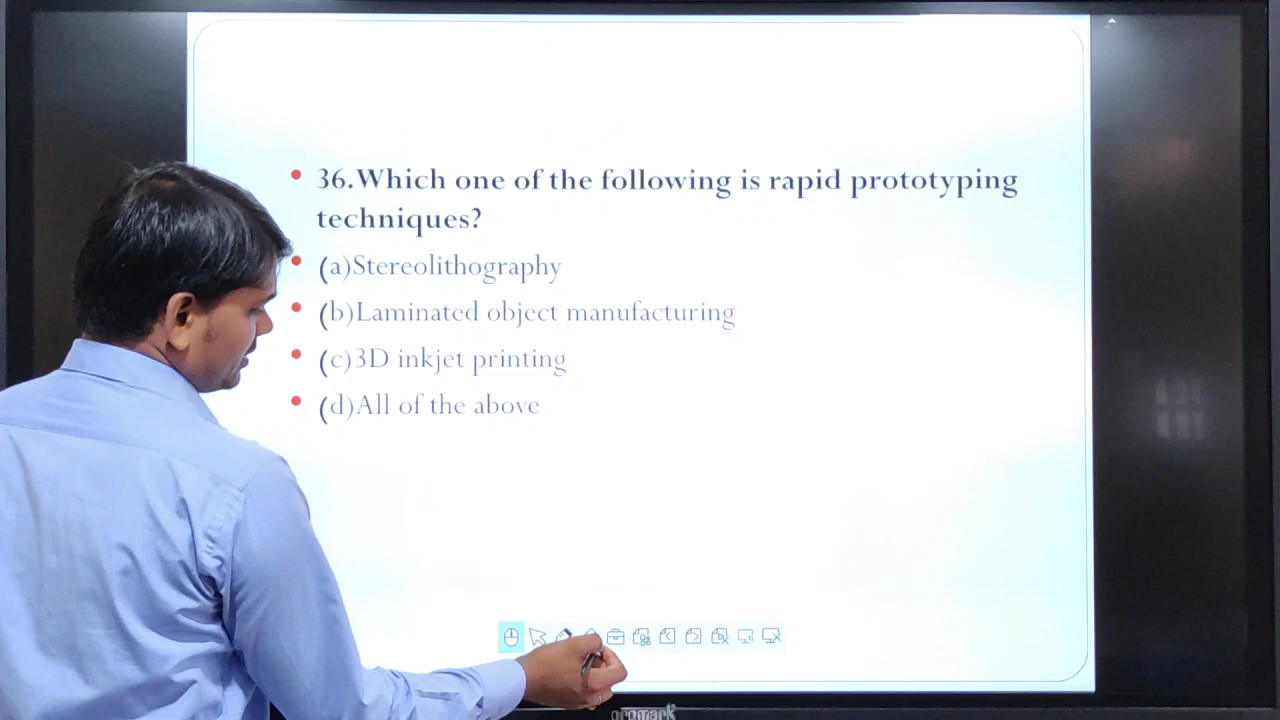 36.Which one of the following is rapid prototyping
techniques?
(a)Stereolithography
(b)Laminated object manufacturing
(c)3D inkjet printing
(d)All of the above